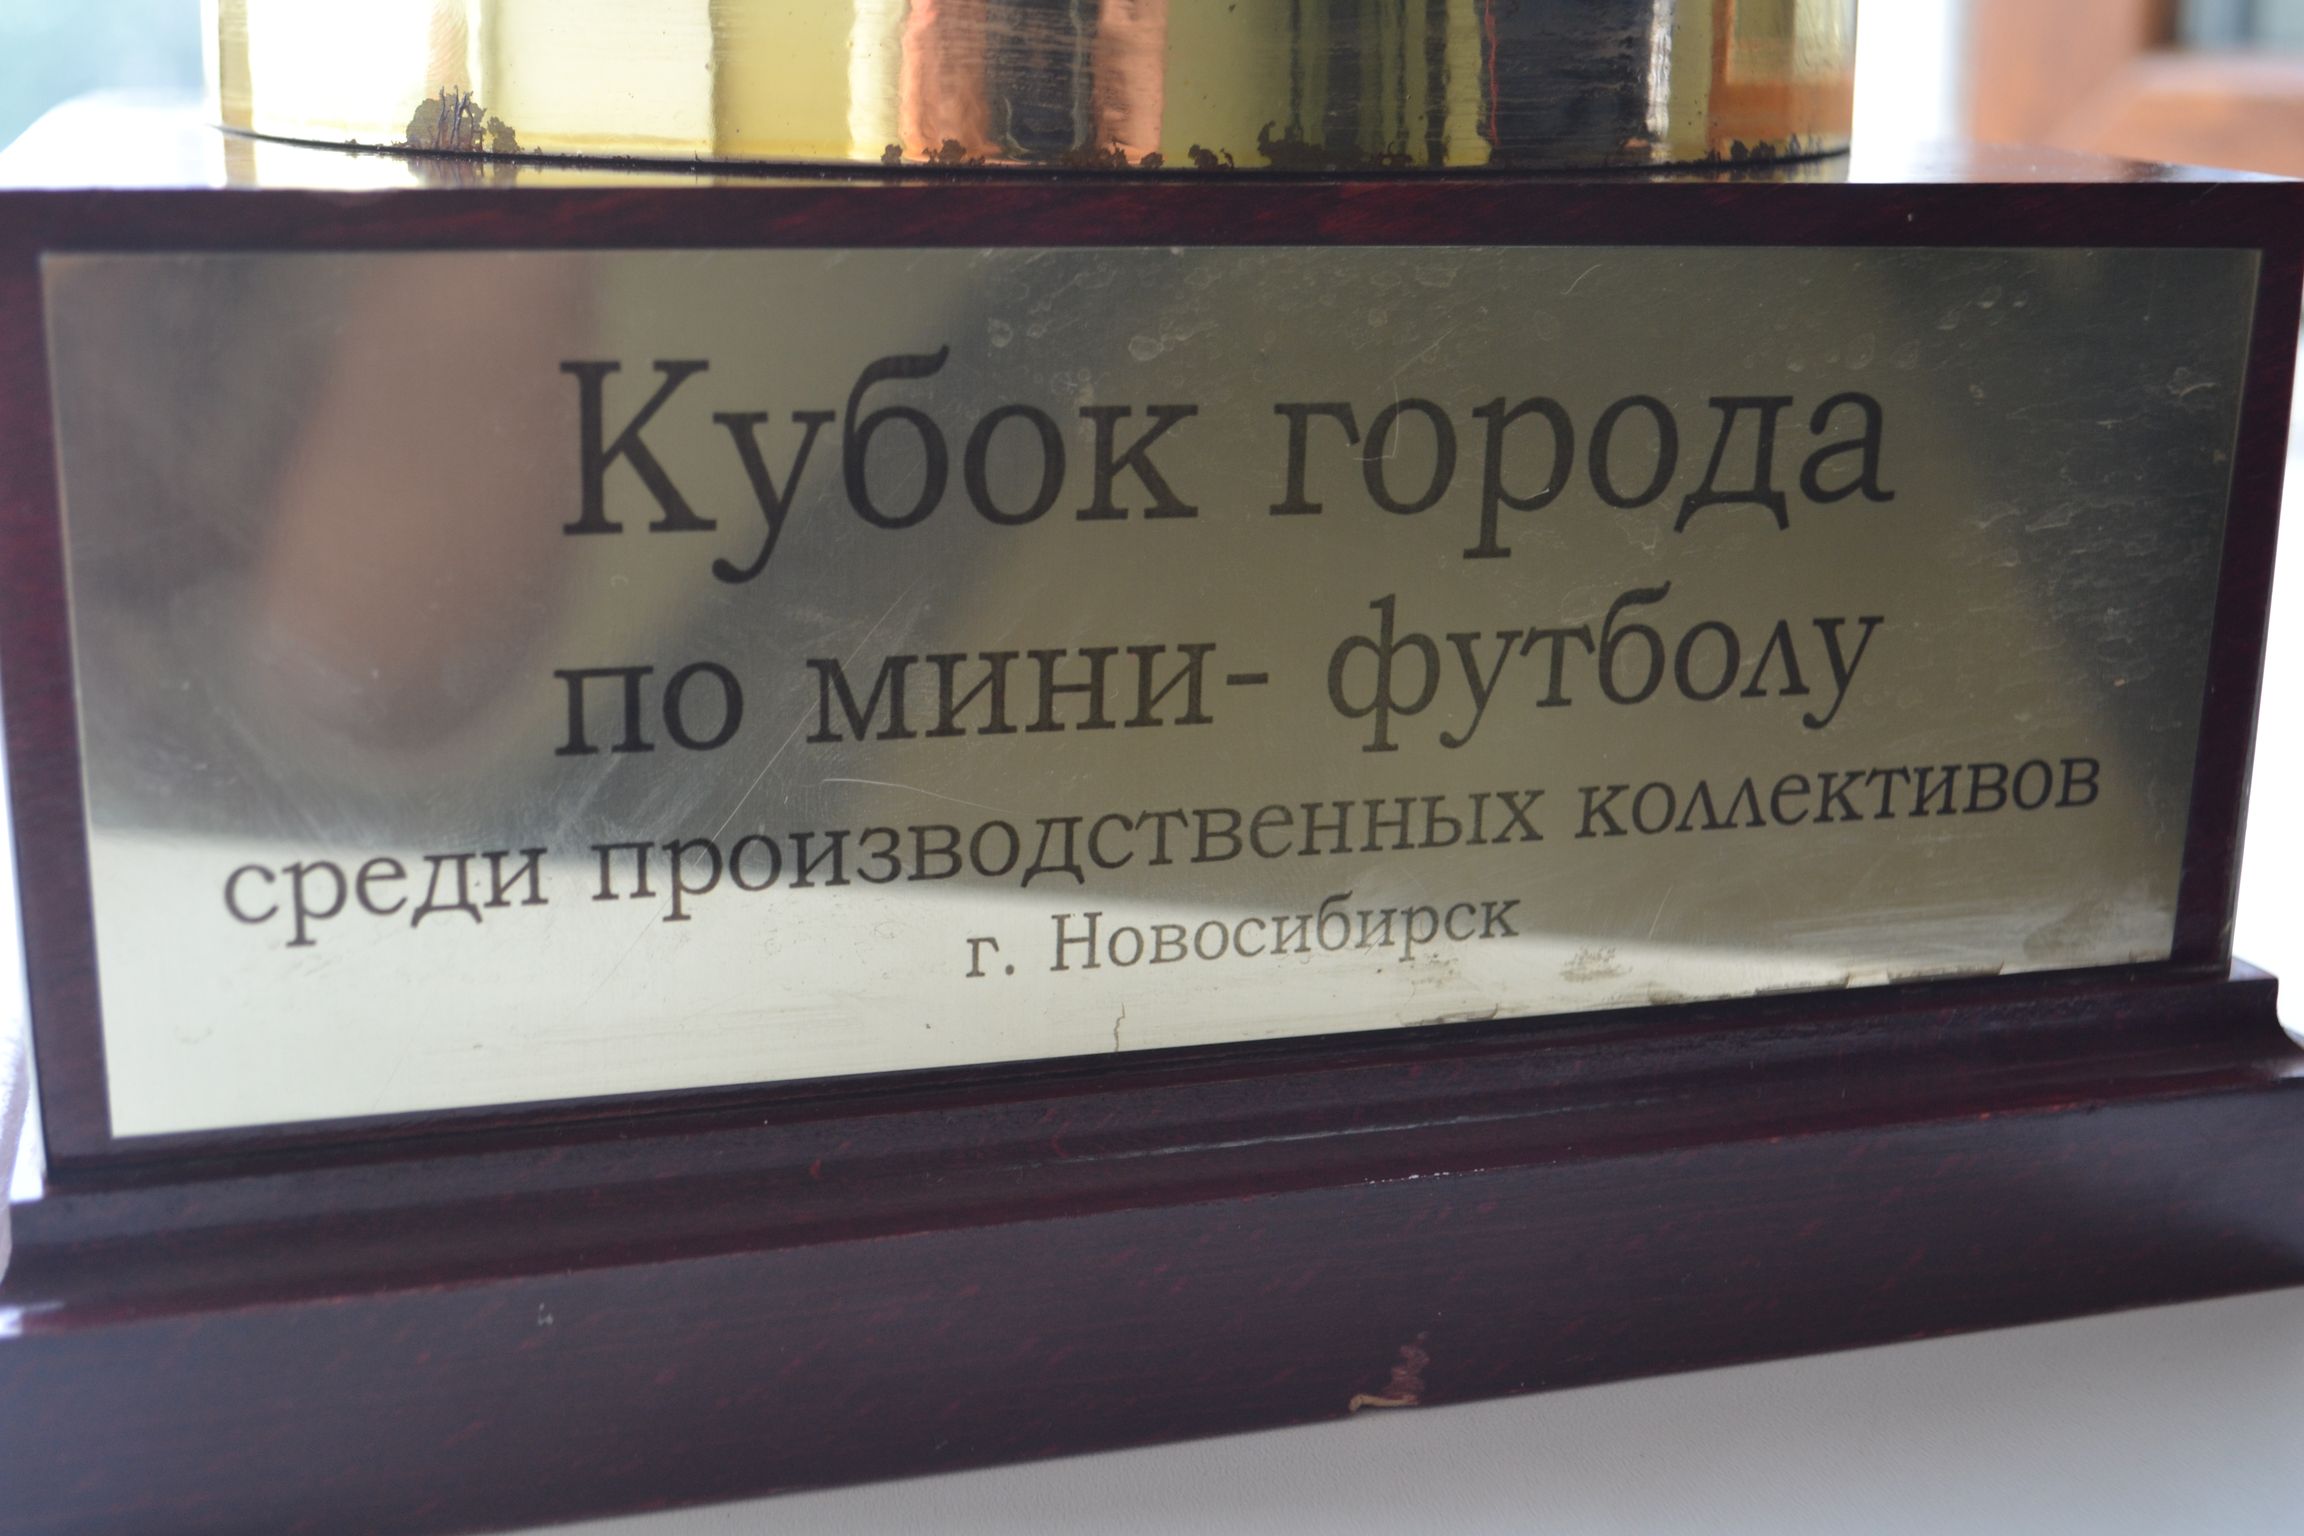 Кубок города
по мини- футболу
среди производственных коллективов
г. Новосибирск